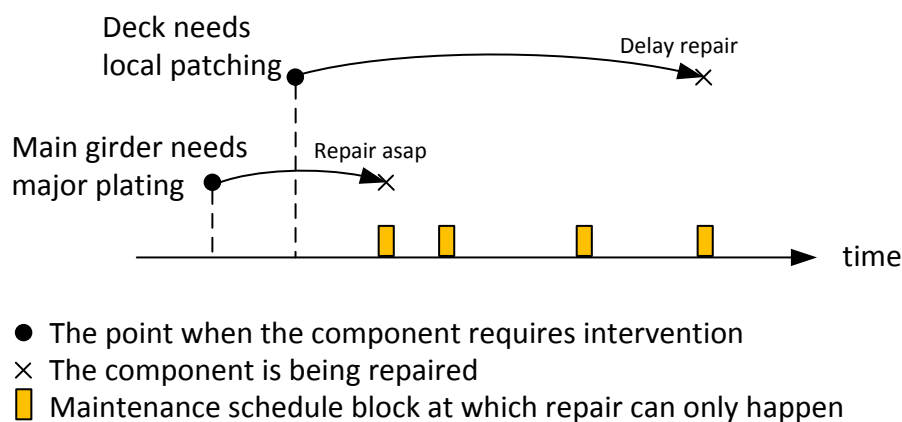 Deck needs
local patching
Delay repair
Main girder needs
major plating
Repair asap
time
The point when the component requires intervention
The component is being repaired
Maintenance schedule block at which repair can only happen